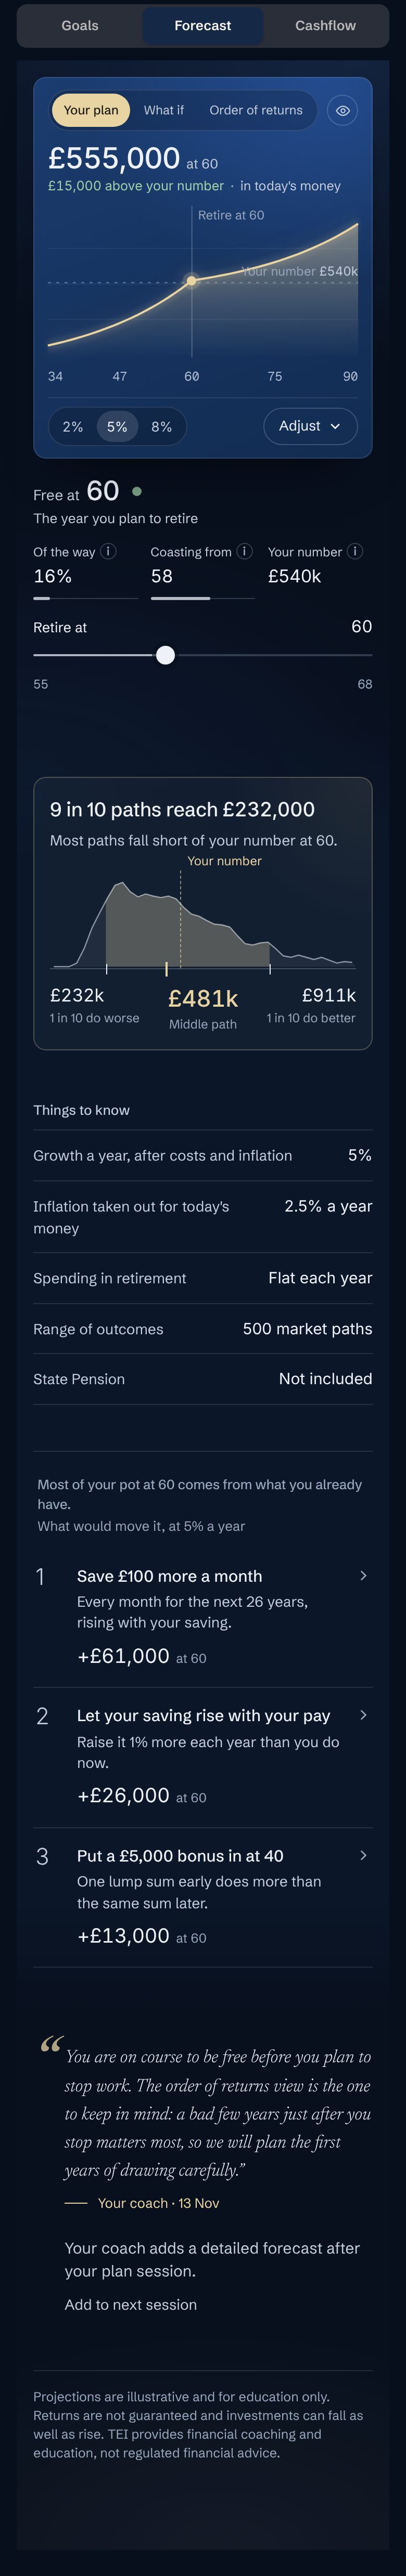 Goals Forecast Cashflow
Your plan What if Order of returns
£555,000 at 60
£15,000 above your number · in today's money
Retire at 60
Your number £540k
34 47 60 75 90
2% 5% 8% Adjust
Free at 60
The year you plan to retire
Of the way Coasting from Your number
16% 58 £540k
Retire at 60
55 68
9 in 10 paths reach £232,000
Most paths fall short of your number at 60.
Your number
£232k £481k £911k
1 in 10 do worse Middle path 1 in 10 do better
Things to know
Growth a year, after costs and inflation 5%
Inflation taken out for today's 2.5% a year
money
Spending in retirement Flat each year
Range of outcomes 500 market paths
State Pension Not included
Most of your pot at 60 comes from what you already
have.
What would move it, at 5% a year
1 Save £100 more a month
Every month for the next 26 years,
rising with your saving.
+£61,000 at 60
2 Let your saving rise with your pay
Raise it 1% more each year than you do
now.
+£26,000 at 60
3 Put a £5,000 bonus in at 40
One lump sum early does more than
the same sum later.
+£13,000 at 60
“You are on course to be free before you plan to
stop work. The order of returns view is the one
to keep in mind: a bad few years just after you
stop matters most, so we will plan the first
years of drawing carefully.”
— Your coach · 13 Nov
Your coach adds a detailed forecast after
your plan session.
Add to next session
Projections are illustrative and for education only.
Returns are not guaranteed and investments can fall as
well as rise. TEI provides financial coaching and
education, not regulated financial advice.